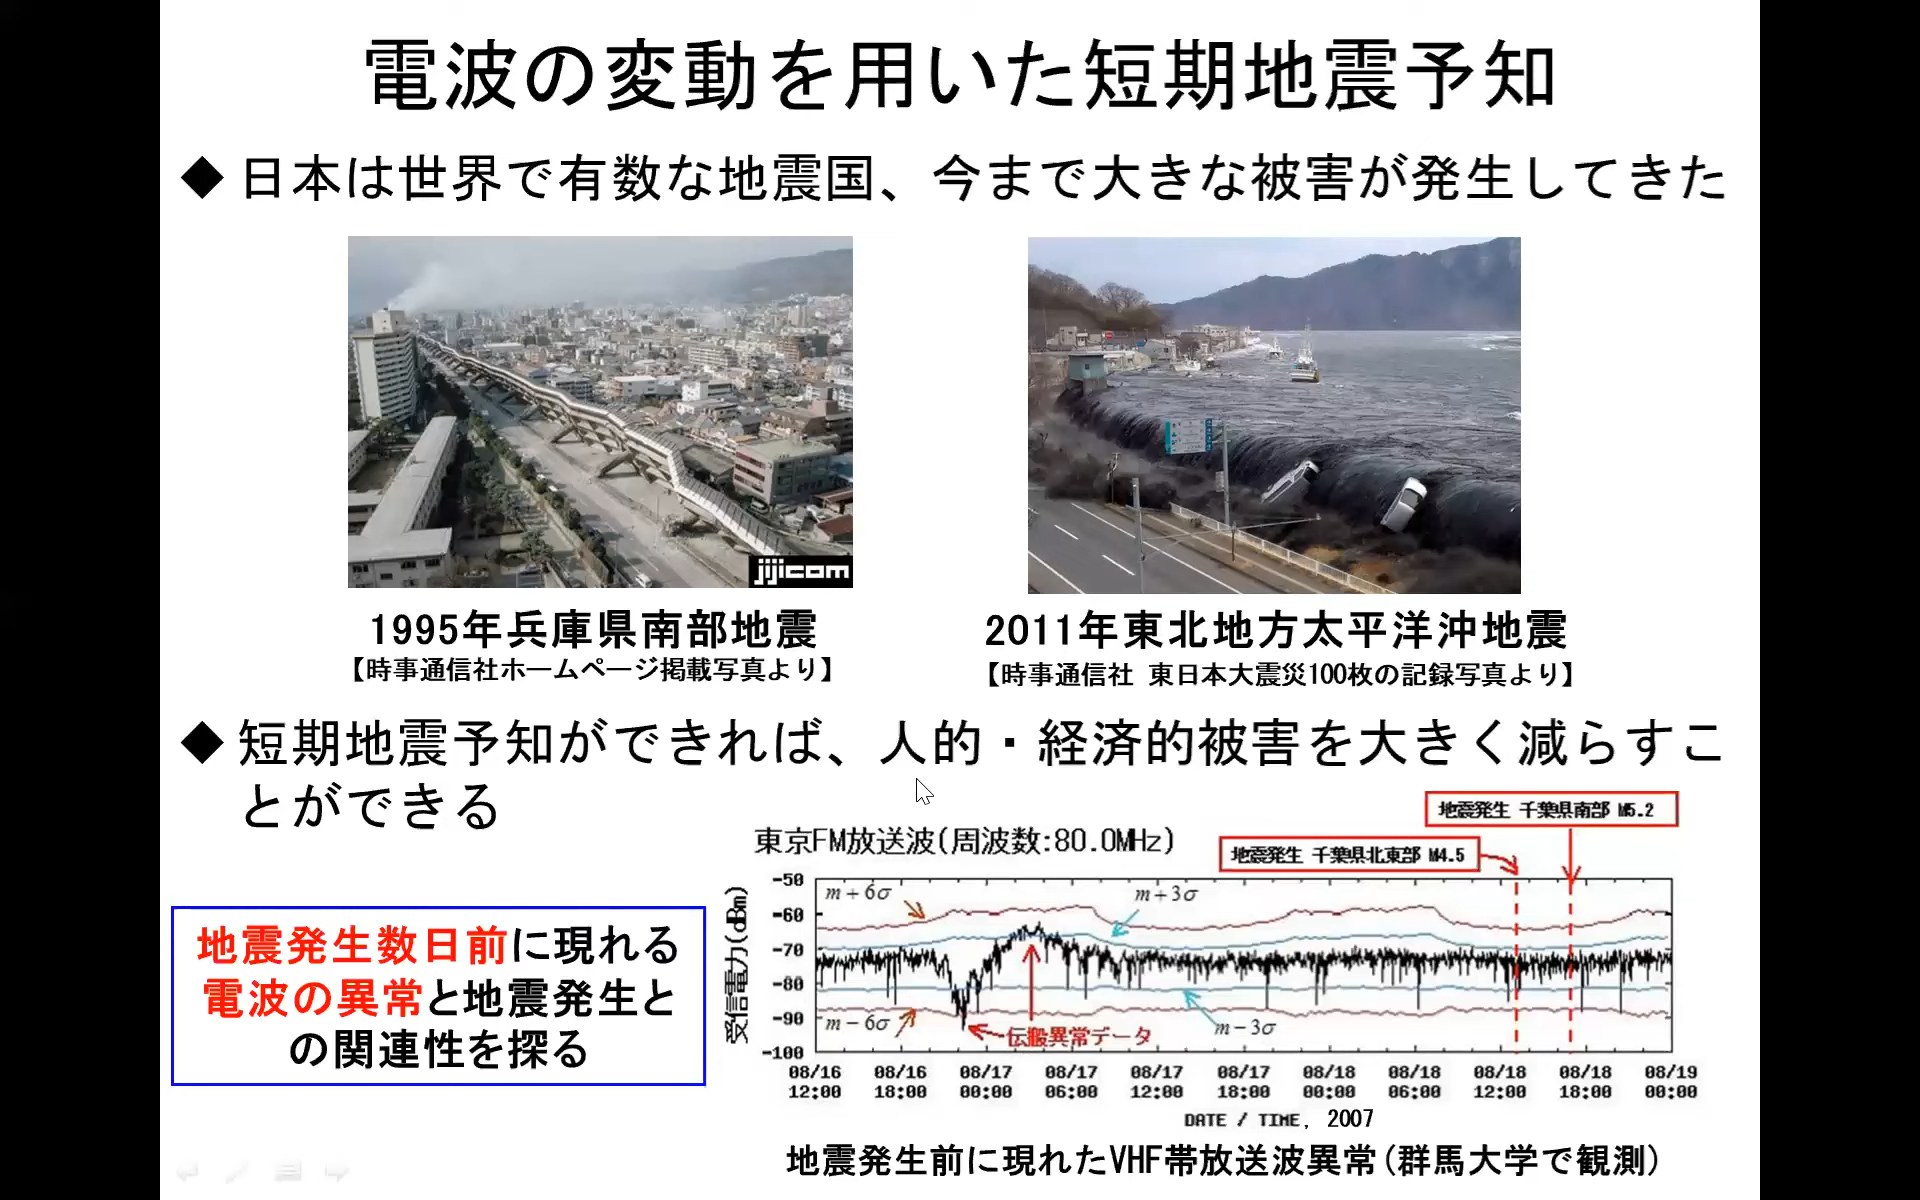 電波の変動を用いた短期地震予知
◆ 日本は世界で有数な地震国、今まで大きな被害が発生してきた
jijicom
1995年兵庫県南部地震
【時事通信社ホームページ掲載写真より】
2011年東北地方太平洋沖地震
【時事通信社 東日本大震災100枚の記録写真より】
◆ 短期地震予知ができれば、人的・経済的被害を大きく減らすこ
とができる
地震発生数日前に現れる
電波の異常と地震発生と
の関連性を探る
東京FM放送波(周波数:80.0MHz)
地震発生 千葉県南部 M5.2
地震発生 千葉県北東部 M4.5
受信電力(dBm)
-50
-60
-70
-80
-90
-100
m+6σ
m+3σ
m-6σ
m-3σ
伝搬異常データ
08/16 08/16 08/17 08/17 08/17 08/17 08/18 08/18 08/18 08/18 08/19
12:00 18:00 00:00 06:00 12:00 18:00 00:00 06:00 12:00 18:00 00:00
DATE / TIME, 2007
地震発生前に現れたVHF帯放送波異常(群馬大学で観測)